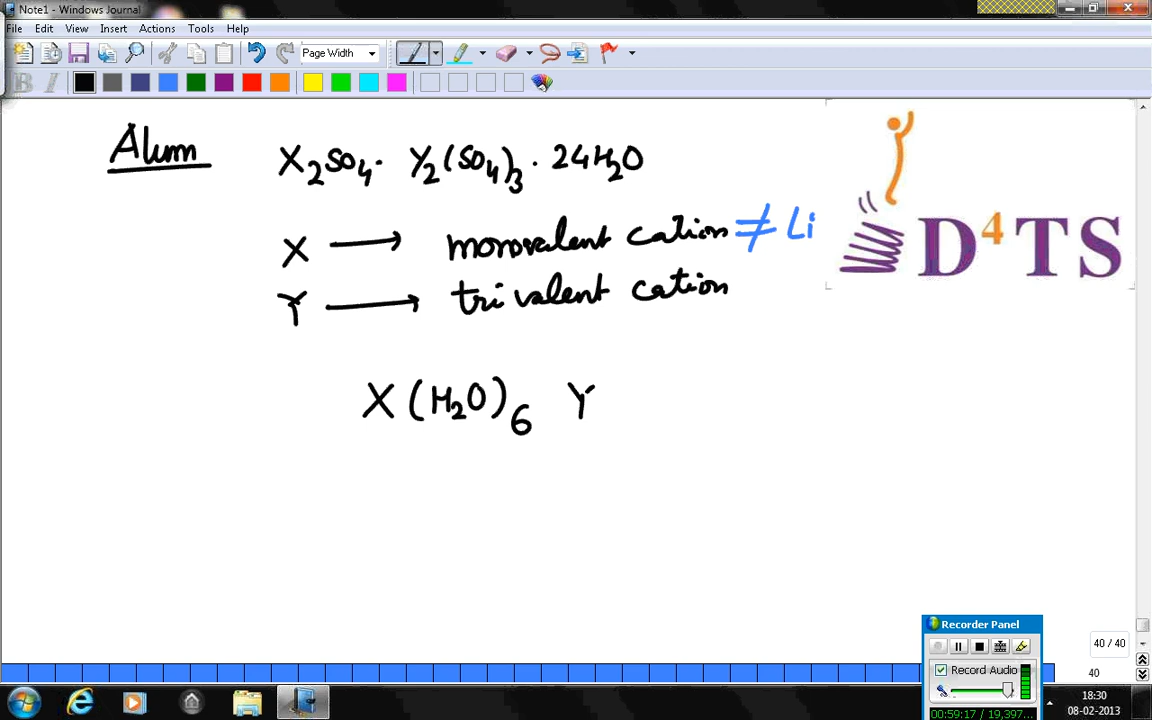 Note1 - Windows Journal
File Edit View Insert Actions Tools Help
Page Width
B I
Alum X2SO4. Y2(SO4)3 . 24H2O
X → monovalent cation ≠ Li
Y → trivalent cation
D4TS
X (H2O)6 Y
Recorder Panel
Record Audio
00:59:17 / 19,397...
40 / 40
40
18:30
08-02-2013